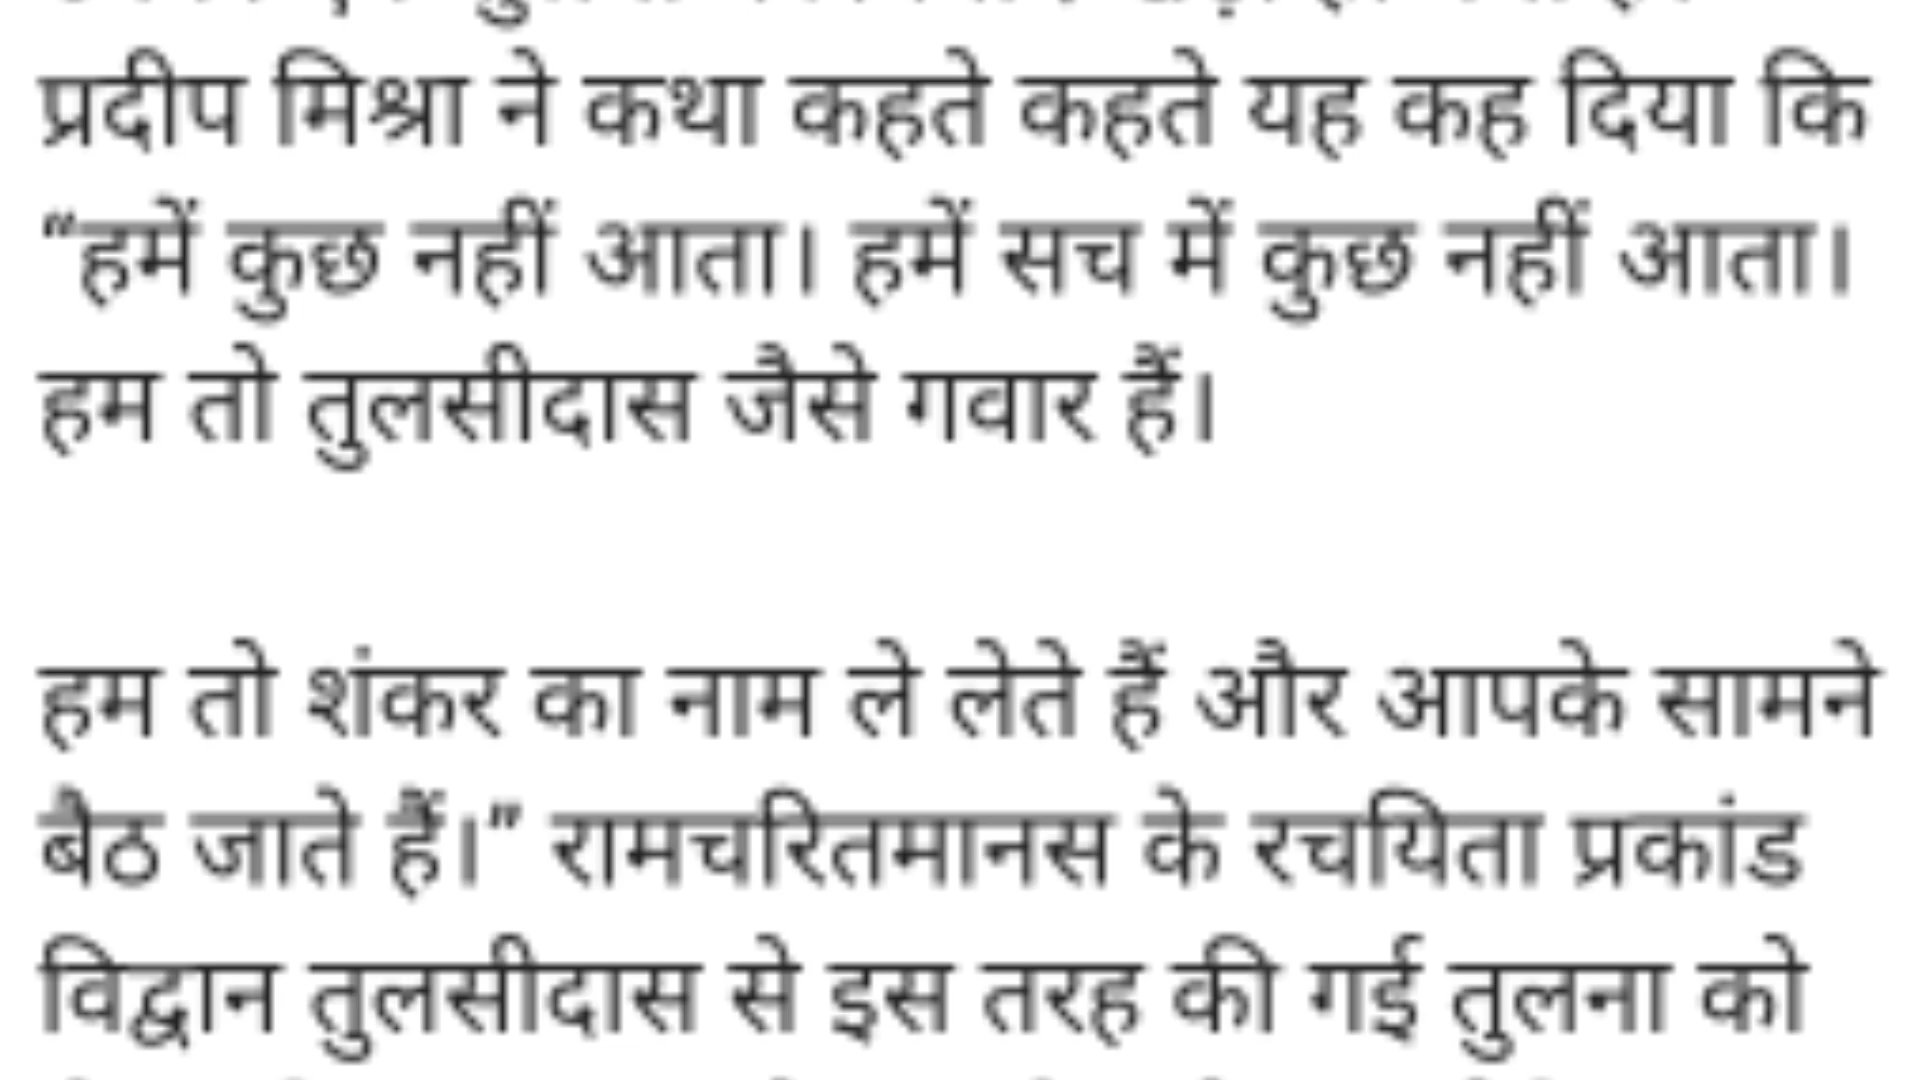 प्रदीप मिश्रा ने कथा कहते कहते यह कह दिया कि
“हमें कुछ नहीं आता। हमें सच में कुछ नहीं आता।
हम तो तुलसीदास जैसे गवार हैं।
हम तो शंकर का नाम ले लेते हैं और आपके सामने
बैठ जाते हैं।” रामचरितमानस के रचयिता प्रकांड
विद्वान तुलसीदास से इस तरह की गई तुलना को